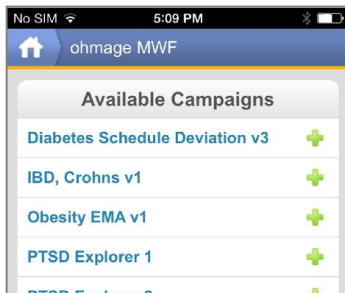 No SIM 5:09 PM
ohmage MWF
Available Campaigns
Diabetes Schedule Deviation v3
IBD, Crohns v1
Obesity EMA v1
PTSD Explorer 1